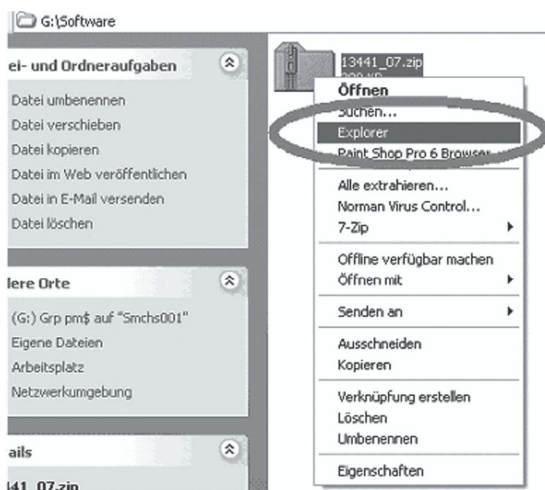 G:\Software
ei- und Ordneraufgaben
Datei umbenennen
Datei verschieben
Datei kopieren
Datei im Web veröffentlichen
Datei in E-Mail versenden
Datei löschen
dere Orte
(G:) Grp pm$ auf "Smchs001"
Eigene Dateien
Arbeitsplatz
Netzwerkumgebung
ails
441_07.zip
13441_07.zip
Öffnen
Suchen...
Explorer
Paint Shop Pro 6 Browser
Alle extrahieren...
Norman Virus Control...
7-Zip
Offline verfügbar machen
Öffnen mit
Senden an
Ausschneiden
Kopieren
Verknüpfung erstellen
Löschen
Umbenennen
Eigenschaften